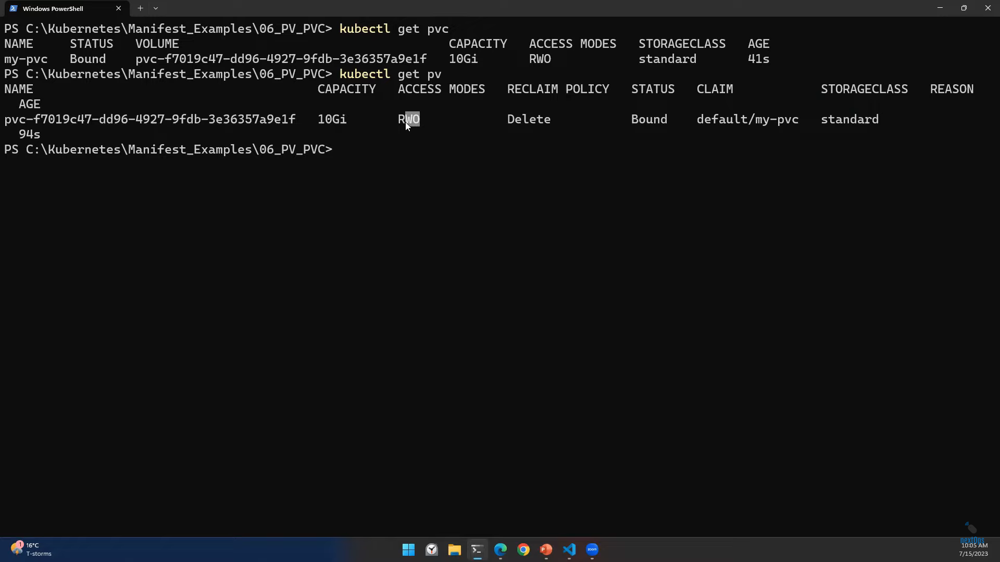 Windows PowerShell
PS C:\Kubernetes\Manifest_Examples\06_PV_PVC> kubectl get pvc
NAME STATUS VOLUME CAPACITY ACCESS MODES STORAGECLASS AGE
my-pvc Bound pvc-f7019c47-dd96-4927-9fdb-3e36357a9e1f 10Gi RWO standard 41s
PS C:\Kubernetes\Manifest_Examples\06_PV_PVC> kubectl get pv
NAME CAPACITY ACCESS MODES RECLAIM POLICY STATUS CLAIM STORAGECLASS REASON
AGE
pvc-f7019c47-dd96-4927-9fdb-3e36357a9e1f 10Gi RWO Delete Bound default/my-pvc standard
94s
PS C:\Kubernetes\Manifest_Examples\06_PV_PVC>
nextOps
1
16°C
T-storms
P
zoom
10:05 AM
7/15/2023